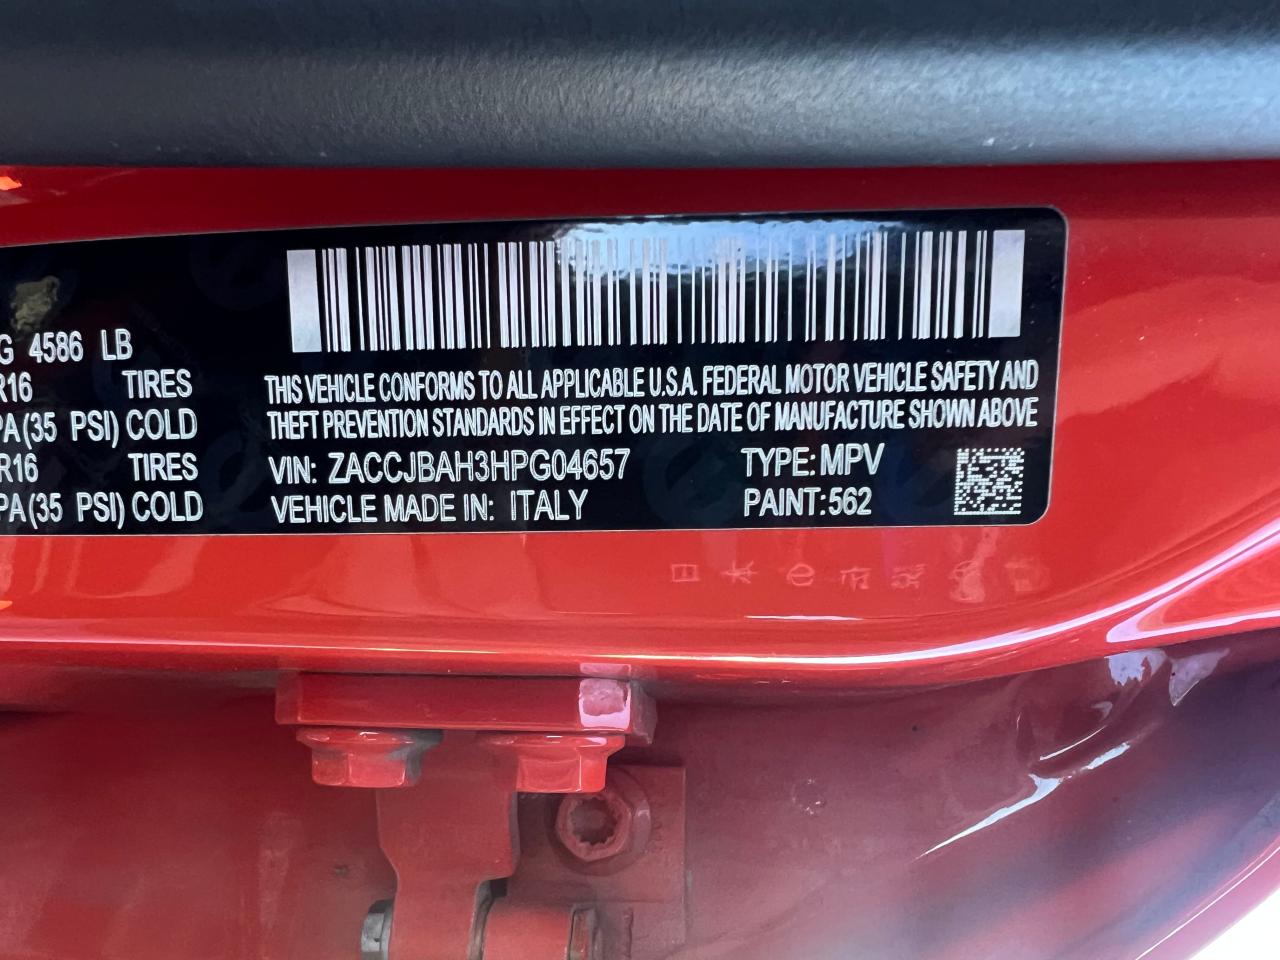 G 4586 LB
R16 TIRES
PA (35 PSI) COLD
R16 TIRES
PA (35 PSI) COLD
THIS VEHICLE CONFORMS TO ALL APPLICABLE U.S.A. FEDERAL MOTOR VEHICLE SAFETY AND
THEFT PREVENTION STANDARDS IN EFFECT ON THE DATE OF MANUFACTURE SHOWN ABOVE
VIN: ZACCJBAH3HPG04657 TYPE: MPV
VEHICLE MADE IN: ITALY PAINT:562